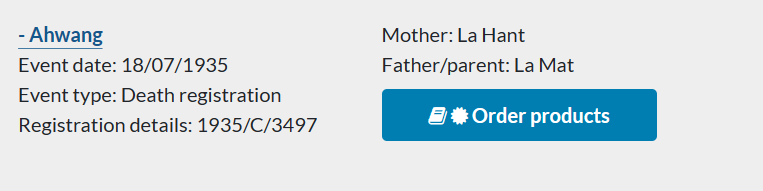 - Ahwang
Event date: 18/07/1935
Event type: Death registration
Registration details: 1935/C/3497
Mother: La Hant
Father/parent: La Mat
Order products